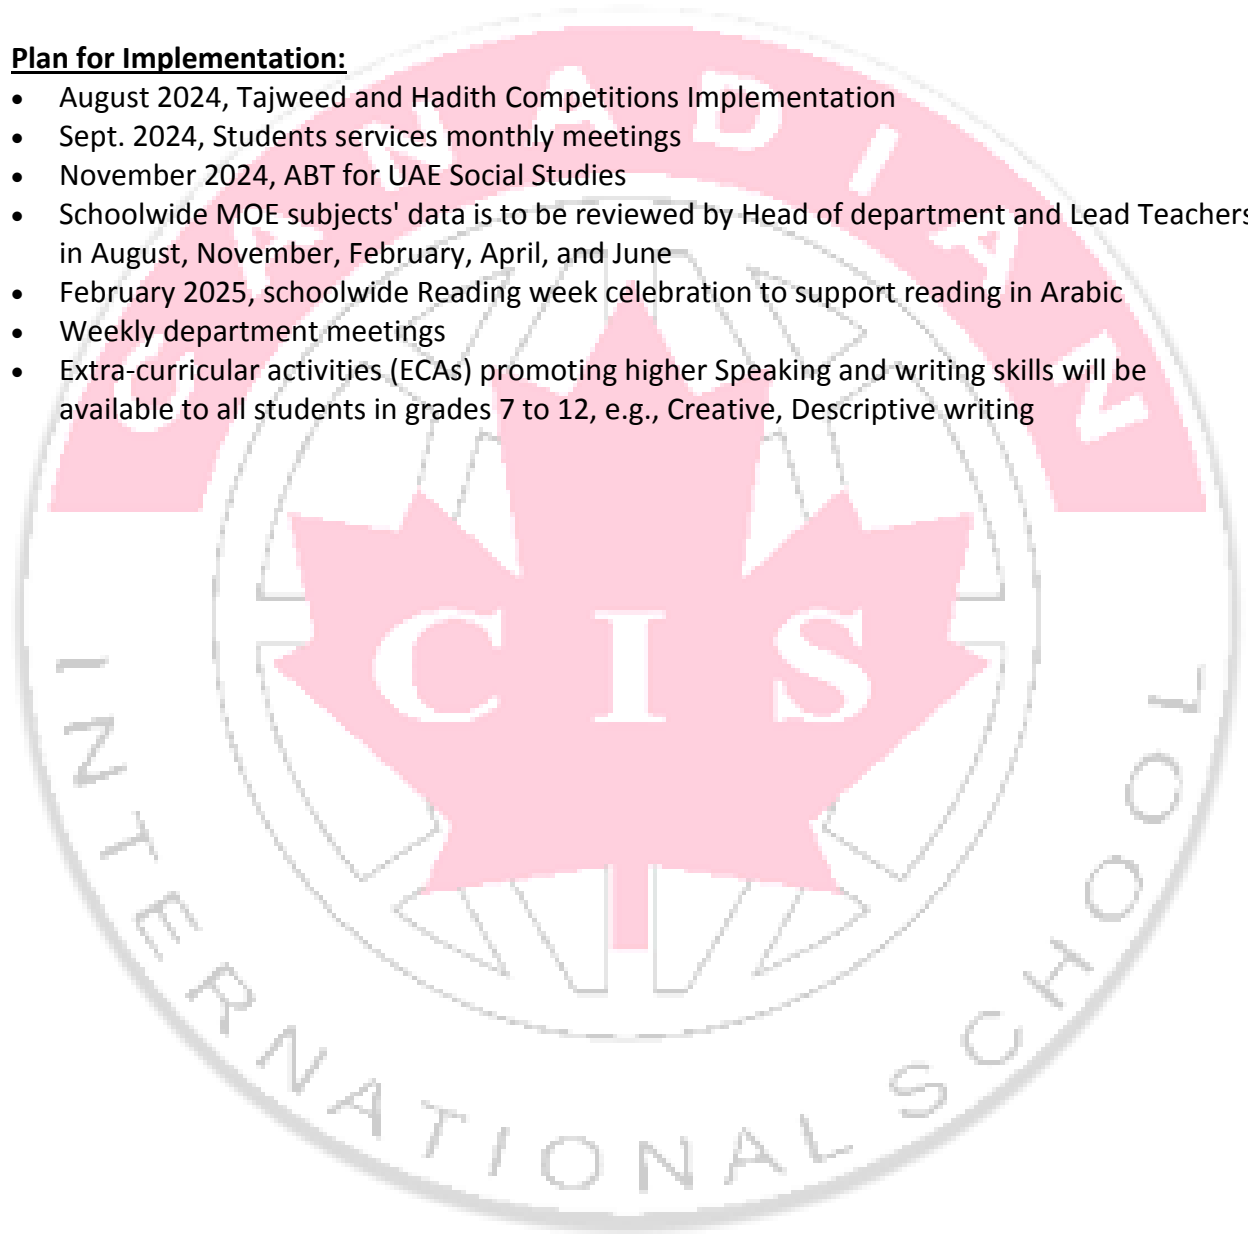 Plan for Implementation:
• August 2024, Tajweed and Hadith Competitions Implementation
• Sept. 2024, Students services monthly meetings
• November 2024, ABT for UAE Social Studies
• Schoolwide MOE subjects' data is to be reviewed by Head of department and Lead Teachers
in August, November, February, April, and June
• February 2025, schoolwide Reading week celebration to support reading in Arabic
• Weekly department meetings
• Extra-curricular activities (ECAs) promoting higher Speaking and writing skills will be
available to all students in grades 7 to 12, e.g., Creative, Descriptive writing
CANADIAN
CIS
INTERNATIONAL SCHOOL